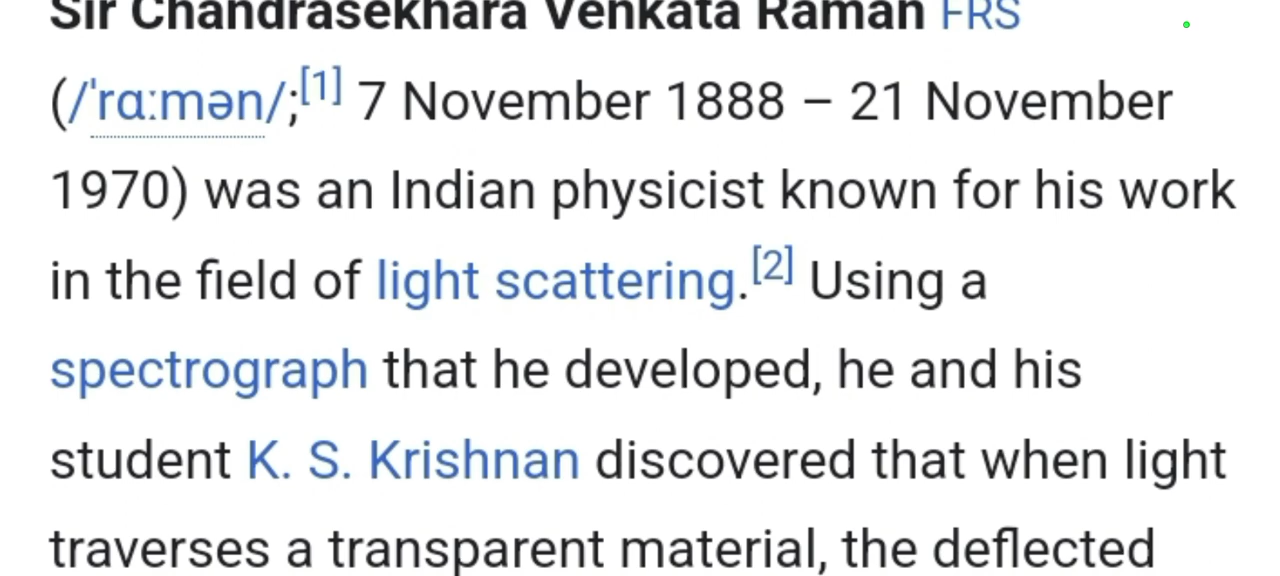 Sir Chandrasekhara Venkata Raman FRS
(/ˈrɑːmən/;[1] 7 November 1888 – 21 November
1970) was an Indian physicist known for his work
in the field of light scattering.[2] Using a
spectrograph that he developed, he and his
student K. S. Krishnan discovered that when light
traverses a transparent material, the deflected